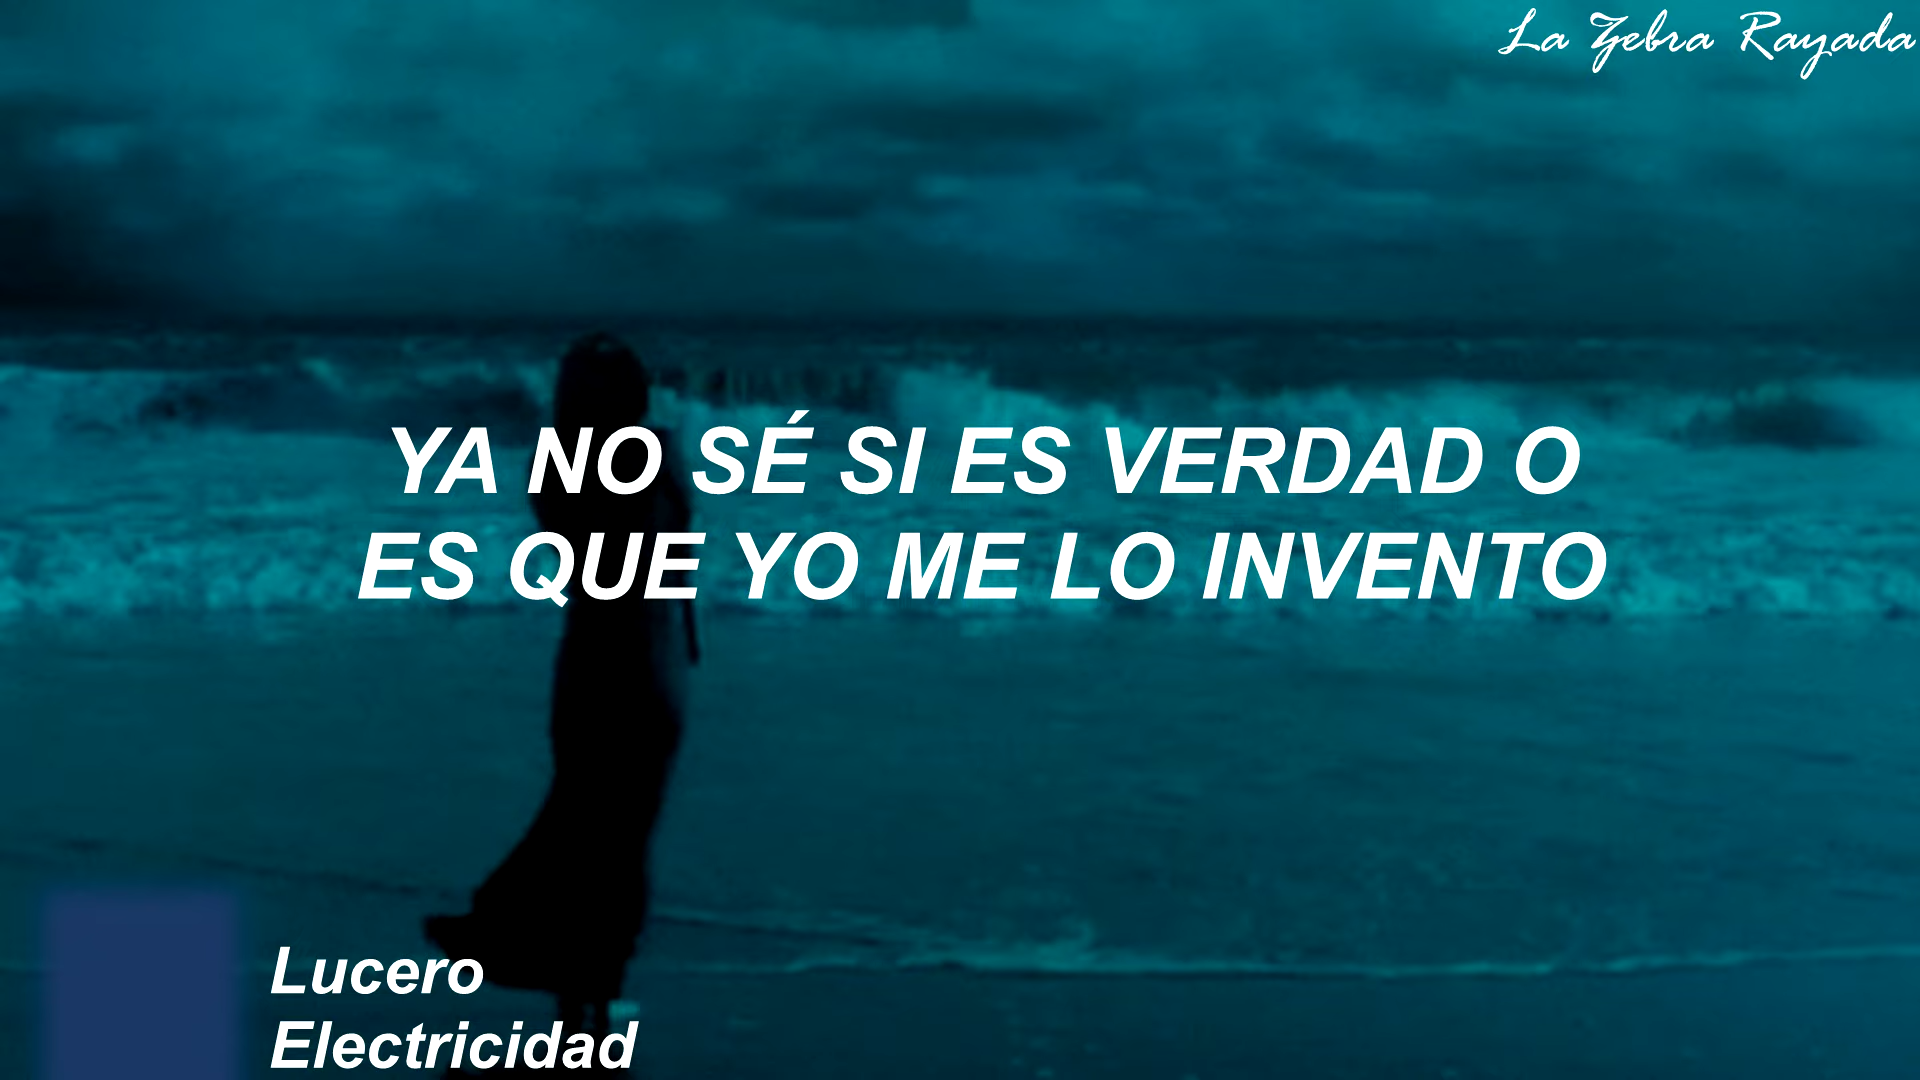 La Zebra Rayada
YA NO SÉ SI ES VERDAD O
ES QUE YO ME LO INVENTO
Lucero
Electricidad